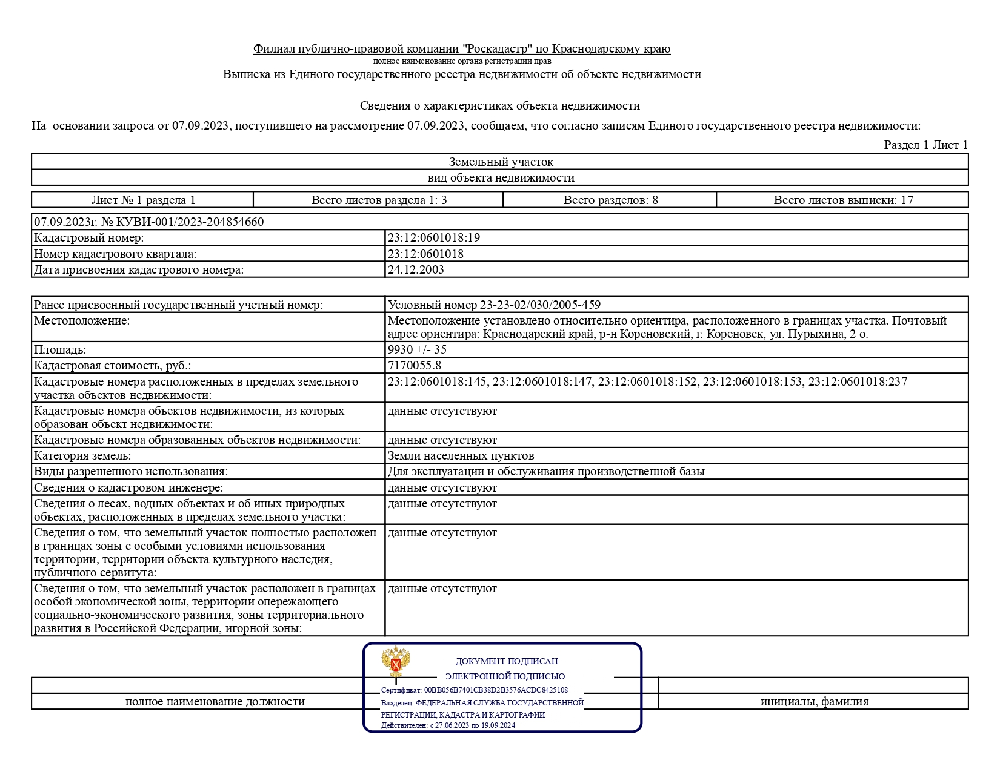 Филиал публично-правовой компании "Роскадастр" по Краснодарскому краю
полное наименование органа регистрации прав
Выписка из Единого государственного реестра недвижимости об объекте недвижимости
Сведения о характеристиках объекта недвижимости
На основании запроса от 07.09.2023, поступившего на рассмотрение 07.09.2023, сообщаем, что согласно записям Единого государственного реестра недвижимости:
Раздел 1 Лист 1
Земельный участок
вид объекта недвижимости
Лист № 1 раздела 1 Всего листов раздела 1: 3 Всего разделов: 8 Всего листов выписки: 17
07.09.2023г. № КУВИ-001/2023-204854660
Кадастровый номер: 23:12:0601018:19
Номер кадастрового квартала: 23:12:0601018
Дата присвоения кадастрового номера: 24.12.2003
Ранее присвоенный государственный учетный номер: Условный номер 23-23-02/030/2005-459
Местоположение: Местоположение установлено относительно ориентира, расположенного в границах участка. Почтовый
адрес ориентира: Краснодарский край, р-н Кореновский, г. Кореновск, ул. Пурыхина, 2 о.
Площадь: 9930 +/- 35
Кадастровая стоимость, руб.: 7170055.8
Кадастровые номера расположенных в пределах земельного 23:12:0601018:145, 23:12:0601018:147, 23:12:0601018:152, 23:12:0601018:153, 23:12:0601018:237
участка объектов недвижимости:
Кадастровые номера объектов недвижимости, из которых данные отсутствуют
образован объект недвижимости:
Кадастровые номера образованных объектов недвижимости: данные отсутствуют
Категория земель: Земли населенных пунктов
Виды разрешенного использования: Для эксплуатации и обслуживания производственной базы
Сведения о кадастровом инженере: данные отсутствуют
Сведения о лесах, водных объектах и об иных природных данные отсутствуют
объектах, расположенных в пределах земельного участка:
Сведения о том, что земельный участок полностью расположен данные отсутствуют
в границах зоны с особыми условиями использования
территории, территории объекта культурного наследия,
публичного сервитута:
Сведения о том, что земельный участок расположен в границах данные отсутствуют
особой экономической зоны, территории опережающего
социально-экономического развития, зоны территориального
развития в Российской Федерации, игорной зоны:
ДОКУМЕНТ ПОДПИСАН
ЭЛЕКТРОННОЙ ПОДПИСЬЮ
Сертификат: 00BB056B7401CB38D2B3576ACDC8425108
полное наименование должности Владелец: ФЕДЕРАЛЬНАЯ СЛУЖБА ГОСУДАРСТВЕННОЙ инициалы, фамилия
РЕГИСТРАЦИИ, КАДАСТРА И КАРТОГРАФИИ
Действителен: с 27.06.2023 по 19.09.2024